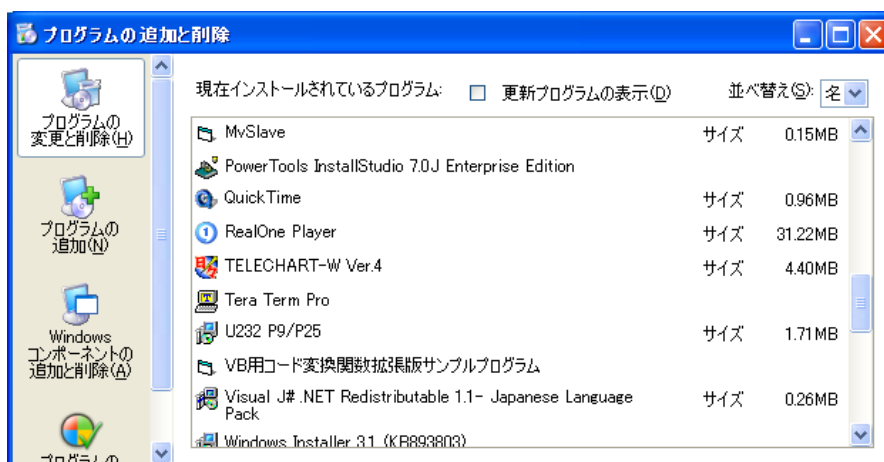 プログラムの追加と削除
プログラムの
変更と削除(H)
プログラムの
追加(N)
Windows
コンポーネントの
追加と削除(A)
プログラムの
現在インストールされているプログラム:
更新プログラムの表示(D)
並べ替え(S):
名
MvSlave サイズ 0.15MB
PowerTools InstallStudio 7.0J Enterprise Edition
QuickTime サイズ 0.96MB
RealOne Player サイズ 31.22MB
TELECHART-W Ver.4 サイズ 4.40MB
Tera Term Pro
U232 P9/P25 サイズ 1.71MB
VB用コード変換関数拡張版サンプルプログラム
Visual J# .NET Redistributable 1.1- Japanese Language サイズ 0.26MB
Pack
Windows Installer 3.1 (KB893803)